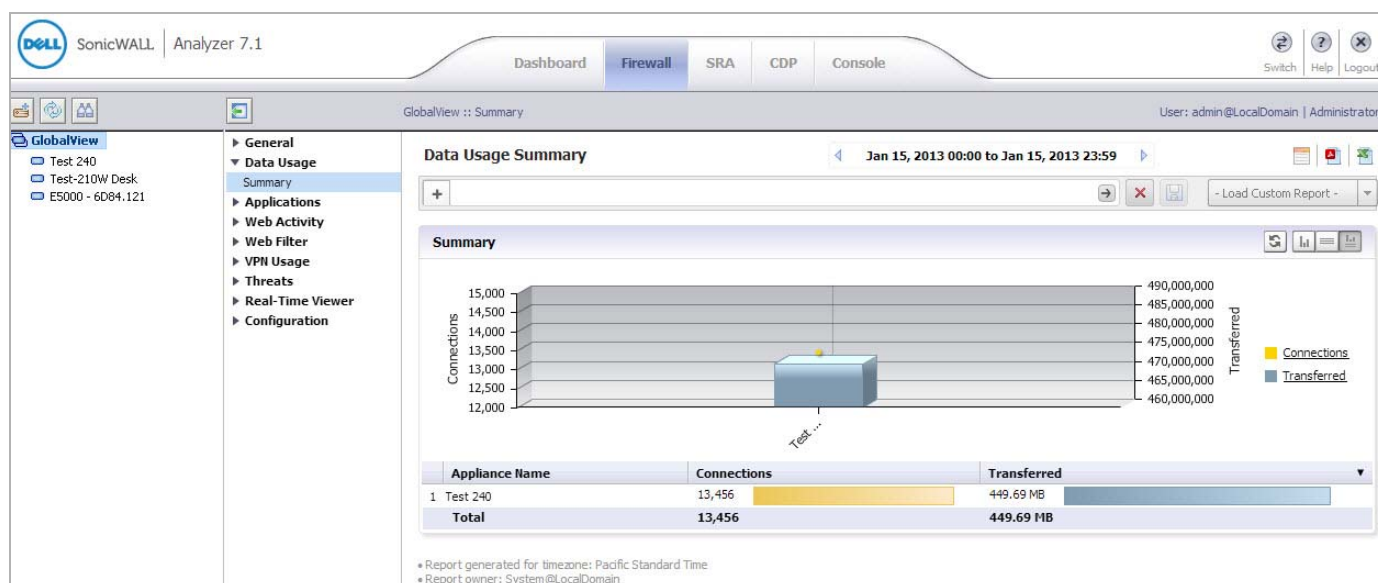 DELL SonicWALL Analyzer 7.1
Dashboard Firewall SRA CDP Console
Switch Help Logout
GlobalView :: Summary
User: admin@LocalDomain | Administrator
GlobalView
Test 240
Test-210W Desk
E5000 - 6D84.121
General
Data Usage
Summary
Applications
Web Activity
Web Filter
VPN Usage
Threats
Real-Time Viewer
Configuration
Data Usage Summary
Jan 15, 2013 00:00 to Jan 15, 2013 23:59
- Load Custom Report -
Summary
Connections
15,000
14,500
14,000
13,500
13,000
12,500
12,000
490,000,000
485,000,000
480,000,000
475,000,000
470,000,000
465,000,000
460,000,000
Transferred
Connections
Transferred
Test ...
Appliance Name Connections Transferred
1 Test 240 13,456 449.69 MB
Total 13,456 449.69 MB
• Report generated for timezone: Pacific Standard Time
• Report owner: System@LocalDomain